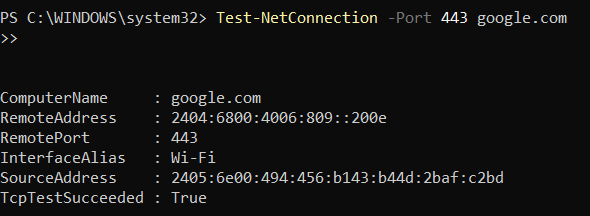 PS C:\WINDOWS\system32> Test-NetConnection -Port 443 google.com
>>
ComputerName     : google.com
RemoteAddress    : 2404:6800:4006:809::200e
RemotePort       : 443
InterfaceAlias   : Wi-Fi
SourceAddress    : 2405:6e00:494:456:b143:b44d:2baf:c2bd
TcpTestSucceeded : True